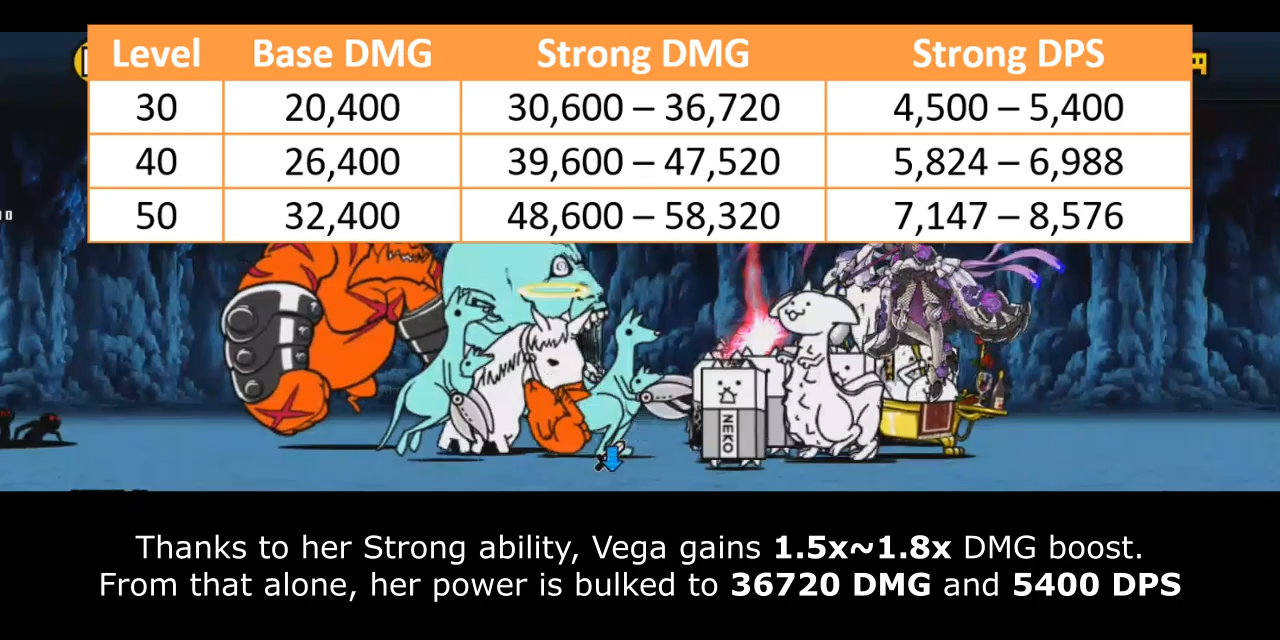 Level Base DMG Strong DMG Strong DPS
30 20,400 30,600 – 36,720 4,500 – 5,400
40 26,400 39,600 – 47,520 5,824 – 6,988
50 32,400 48,600 – 58,320 7,147 – 8,576
NEKO
Thanks to her Strong ability, Vega gains 1.5x~1.8x DMG boost.
From that alone, her power is bulked to 36720 DMG and 5400 DPS